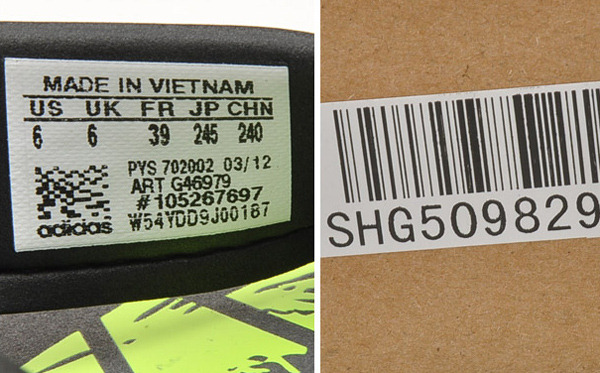 MADE IN VIETNAM
US UK FR JP CHN
6 6 39 245 240
PYS 702002 03/12
ART G46979
#105267697
W54YDD9J00187
adidas
SHG509829